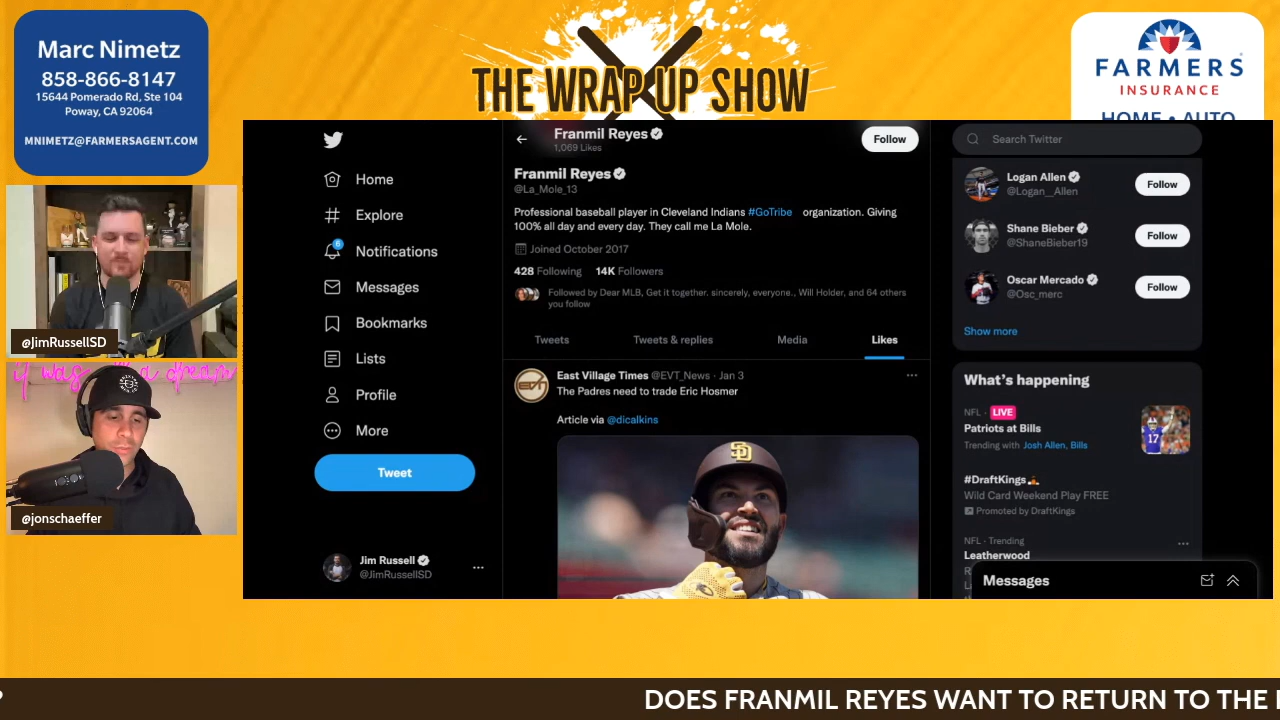 Marc Nimetz
858-866-8147
15644 Pomerado Rd, Ste 104
Poway, CA 92064
MNIMETZ@FARMERSAGENT.COM
THE WRAP UP SHOW
FARMERS
INSURANCE
HOME • AUTO
@JimRussellSD
@jonschaeffer
Home
Explore
6
Notifications
Messages
Bookmarks
Lists
Profile
More
Tweet
Jim Russell
@JimRussellSD
Franmil Reyes
1,069 Likes
Follow
Franmil Reyes
@La_Mole_13
Professional baseball player in Cleveland Indians #GoTribe organization. Giving
100% all day and every day. They call me La Mole.
Joined October 2017
428 Following 14K Followers
Followed by Dear MLB, Get it together. sincerely, everyone., Will Holder, and 64 others
you follow
Tweets Tweets & replies Media Likes
EVT
East Village Times @EVT_News · Jan 3
The Padres need to trade Eric Hosmer
Article via @dicalkins
SD
Search Twitter
Logan Allen
@Logan__Allen
Follow
Shane Bieber
@ShaneBieber19
Follow
Oscar Mercado
@Osc_merc
Follow
Show more
What's happening
NFL · LIVE
Patriots at Bills
Trending with Josh Allen, Bills
17
#DraftKings
Wild Card Weekend Play FREE
Promoted by DraftKings
NFL · Trending
Leatherwood
Messages
DOES FRANMIL REYES WANT TO RETURN TO THE